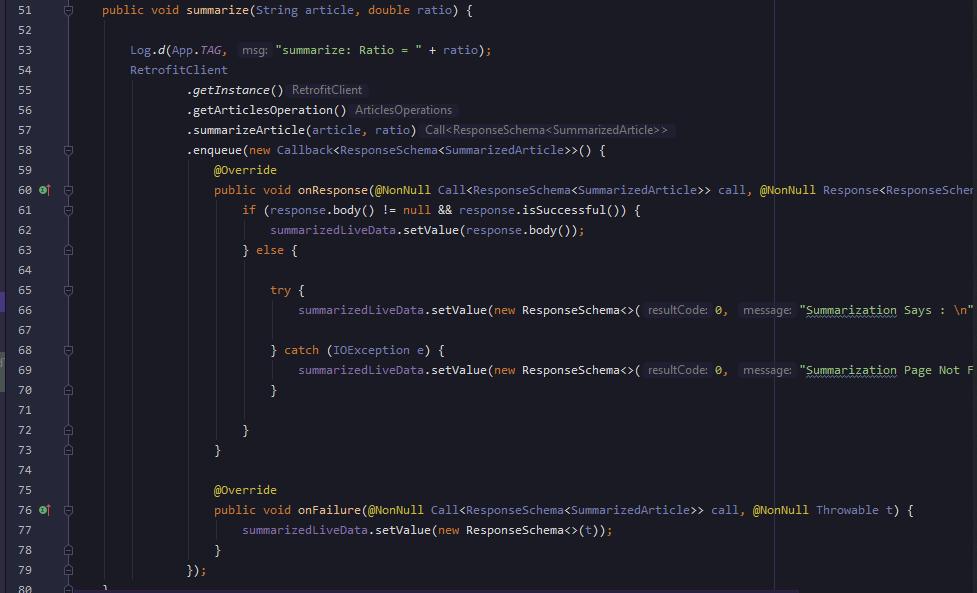 51 public void summarize(String article, double ratio) {
52
53 Log.d(App.TAG, msg: "summarize: Ratio = " + ratio);
54 RetrofitClient
55 .getInstance() RetrofitClient
56 .getArticlesOperation() ArticlesOperations
57 .summarizeArticle(article, ratio) Call<ResponseSchema<SummarizedArticle>>
58 .enqueue(new Callback<ResponseSchema<SummarizedArticle>>() {
59 @Override
60 public void onResponse(@NonNull Call<ResponseSchema<SummarizedArticle>> call, @NonNull Response<ResponseSchem
61 if (response.body() != null && response.isSuccessful()) {
62 summarizedLiveData.setValue(response.body());
63 } else {
64
65 try {
66 summarizedLiveData.setValue(new ResponseSchema<>( resultCode: 0, message: "Summarization Says : \n"
67
68 } catch (IOException e) {
69 summarizedLiveData.setValue(new ResponseSchema<>( resultCode: 0, message: "Summarization Page Not F
70 }
71
72 }
73 }
74
75 @Override
76 public void onFailure(@NonNull Call<ResponseSchema<SummarizedArticle>> call, @NonNull Throwable t) {
77 summarizedLiveData.setValue(new ResponseSchema<>(t));
78 }
79 });
80 }